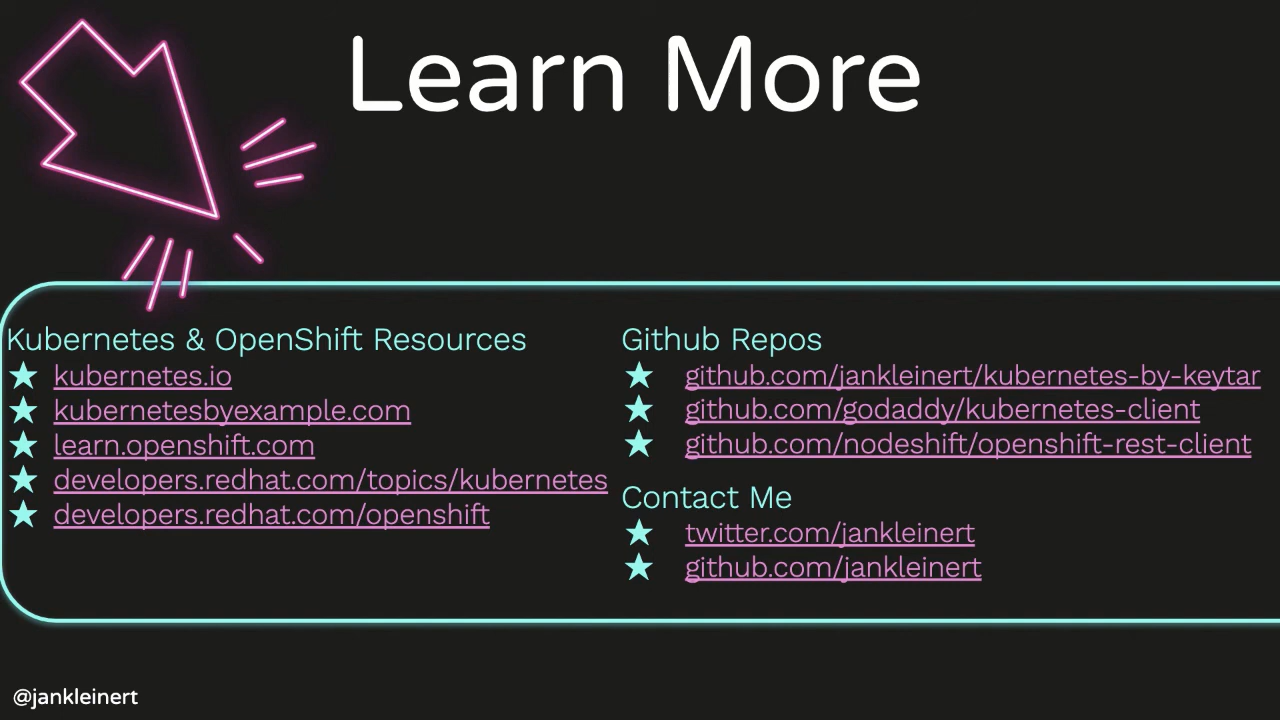 Learn More
Kubernetes & OpenShift Resources
kubernetes.io
kubernetesbyexample.com
learn.openshift.com
developers.redhat.com/topics/kubernetes
developers.redhat.com/openshift
Github Repos
github.com/jankleinert/kubernetes-by-keytar
github.com/godaddy/kubernetes-client
github.com/nodeshift/openshift-rest-client
Contact Me
twitter.com/jankleinert
github.com/jankleinert
@jankleinert